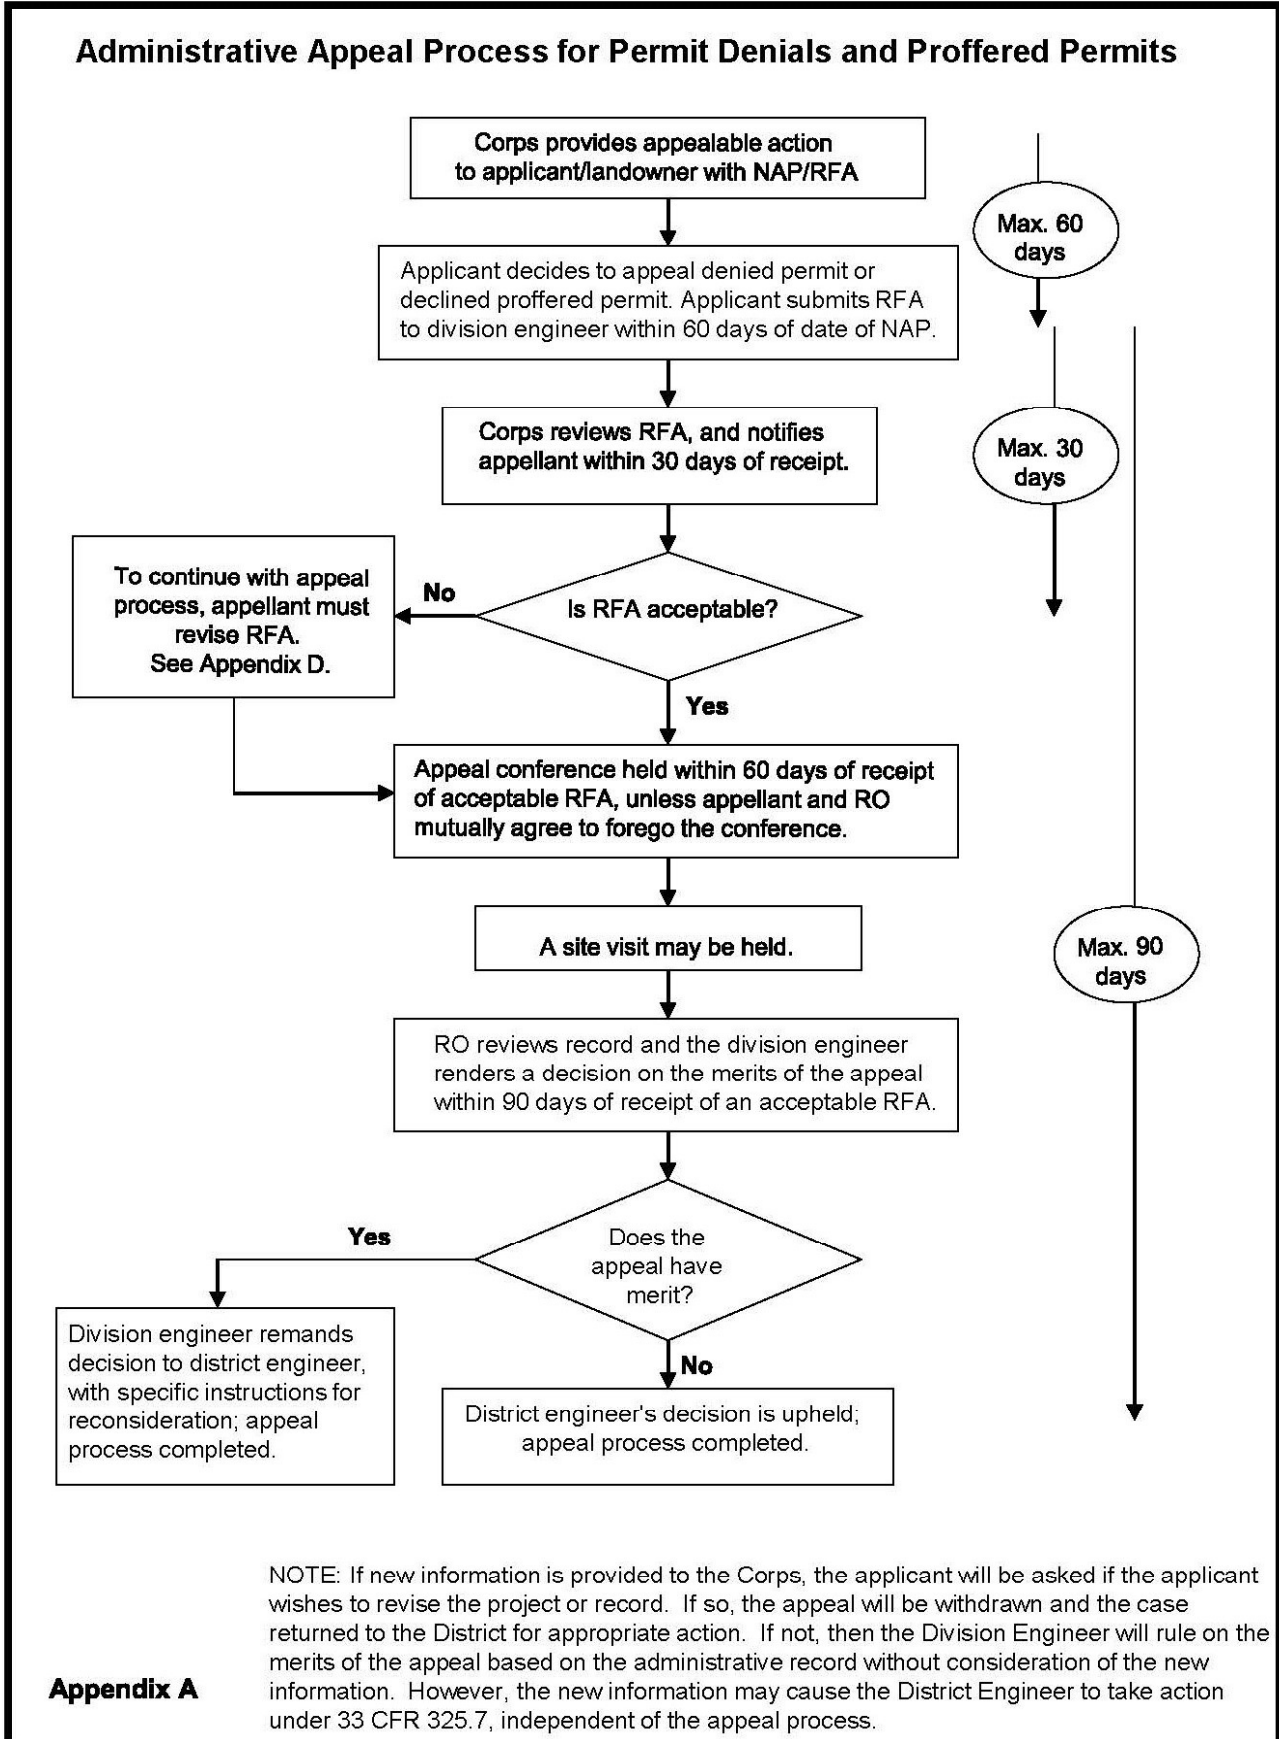 Administrative Appeal Process for Permit Denials and Proffered Permits
Corps provides appealable action
to applicant/landowner with NAP/RFA
Max. 60
days
Applicant decides to appeal denied permit or
declined proffered permit. Applicant submits RFA
to division engineer within 60 days of date of NAP.
Corps reviews RFA, and notifies
appellant within 30 days of receipt.
Max. 30
days
Is RFA acceptable?
No
To continue with appeal
process, appellant must
revise RFA.
See Appendix D.
Yes
Appeal conference held within 60 days of receipt
of acceptable RFA, unless appellant and RO
mutually agree to forego the conference.
A site visit may be held.
Max. 90
days
RO reviews record and the division engineer
renders a decision on the merits of the appeal
within 90 days of receipt of an acceptable RFA.
Does the
appeal have
merit?
Yes
Division engineer remands
decision to district engineer,
with specific instructions for
reconsideration; appeal
process completed.
No
District engineer's decision is upheld;
appeal process completed.
NOTE: If new information is provided to the Corps, the applicant will be asked if the applicant
wishes to revise the project or record. If so, the appeal will be withdrawn and the case
returned to the District for appropriate action. If not, then the Division Engineer will rule on the
merits of the appeal based on the administrative record without consideration of the new
information. However, the new information may cause the District Engineer to take action
under 33 CFR 325.7, independent of the appeal process.
Appendix A